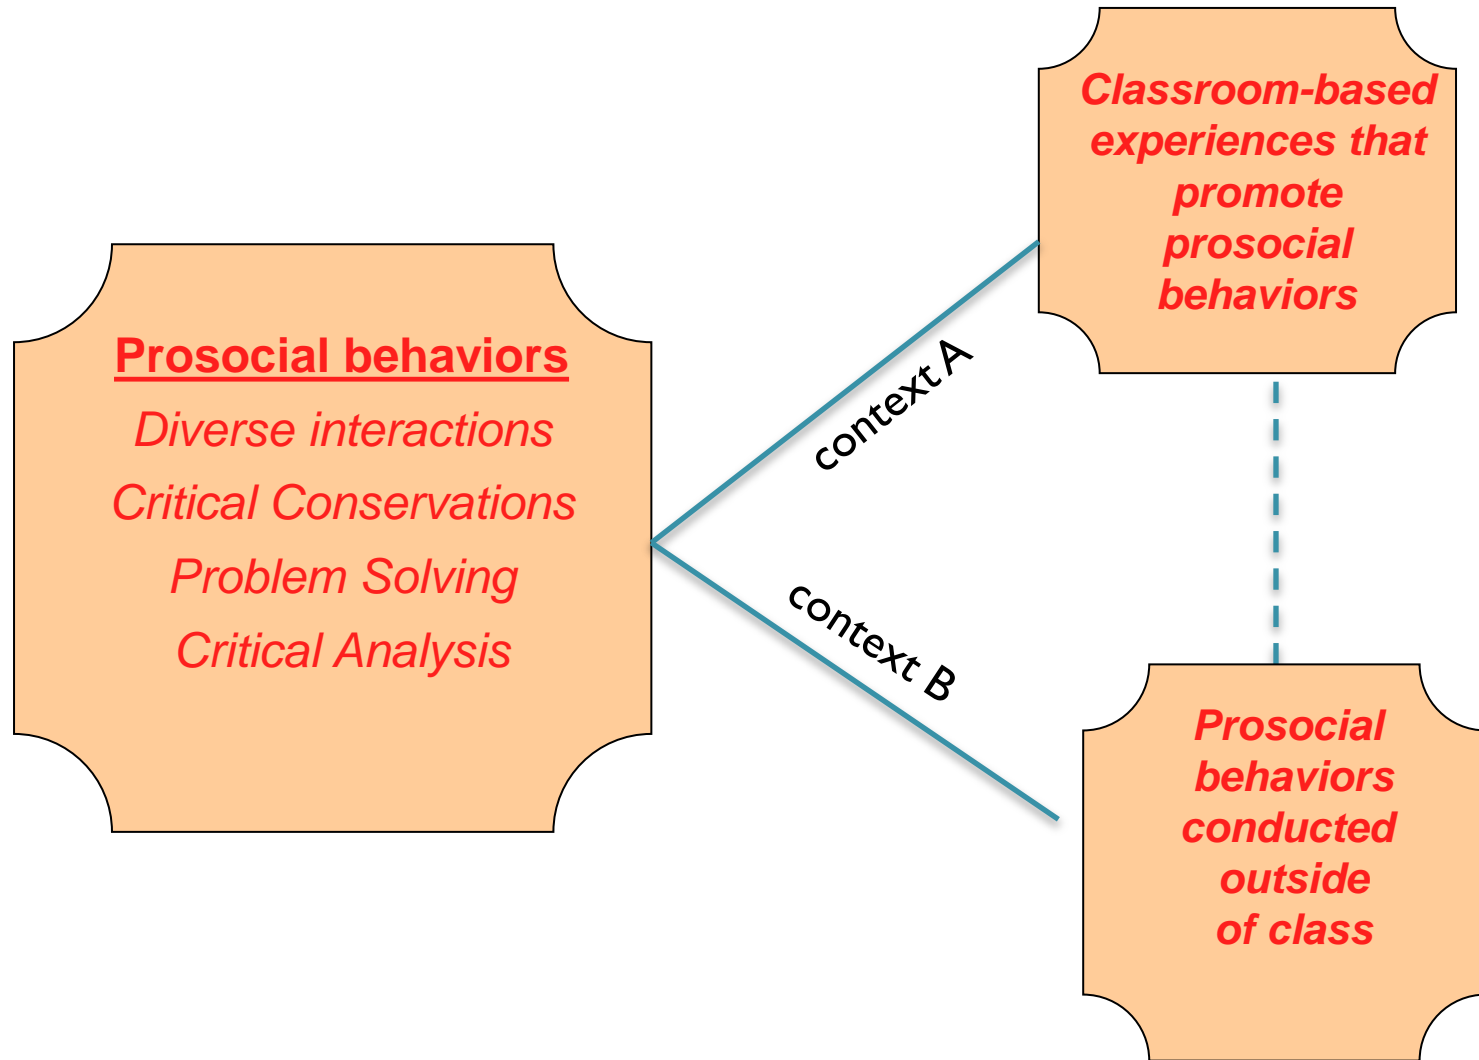 Prosocial behaviors
Diverse interactions
Critical Conservations
Problem Solving
Critical Analysis
context A
context B
Classroom-based
experiences that
promote
prosocial
behaviors
Prosocial
behaviors
conducted
outside
of class